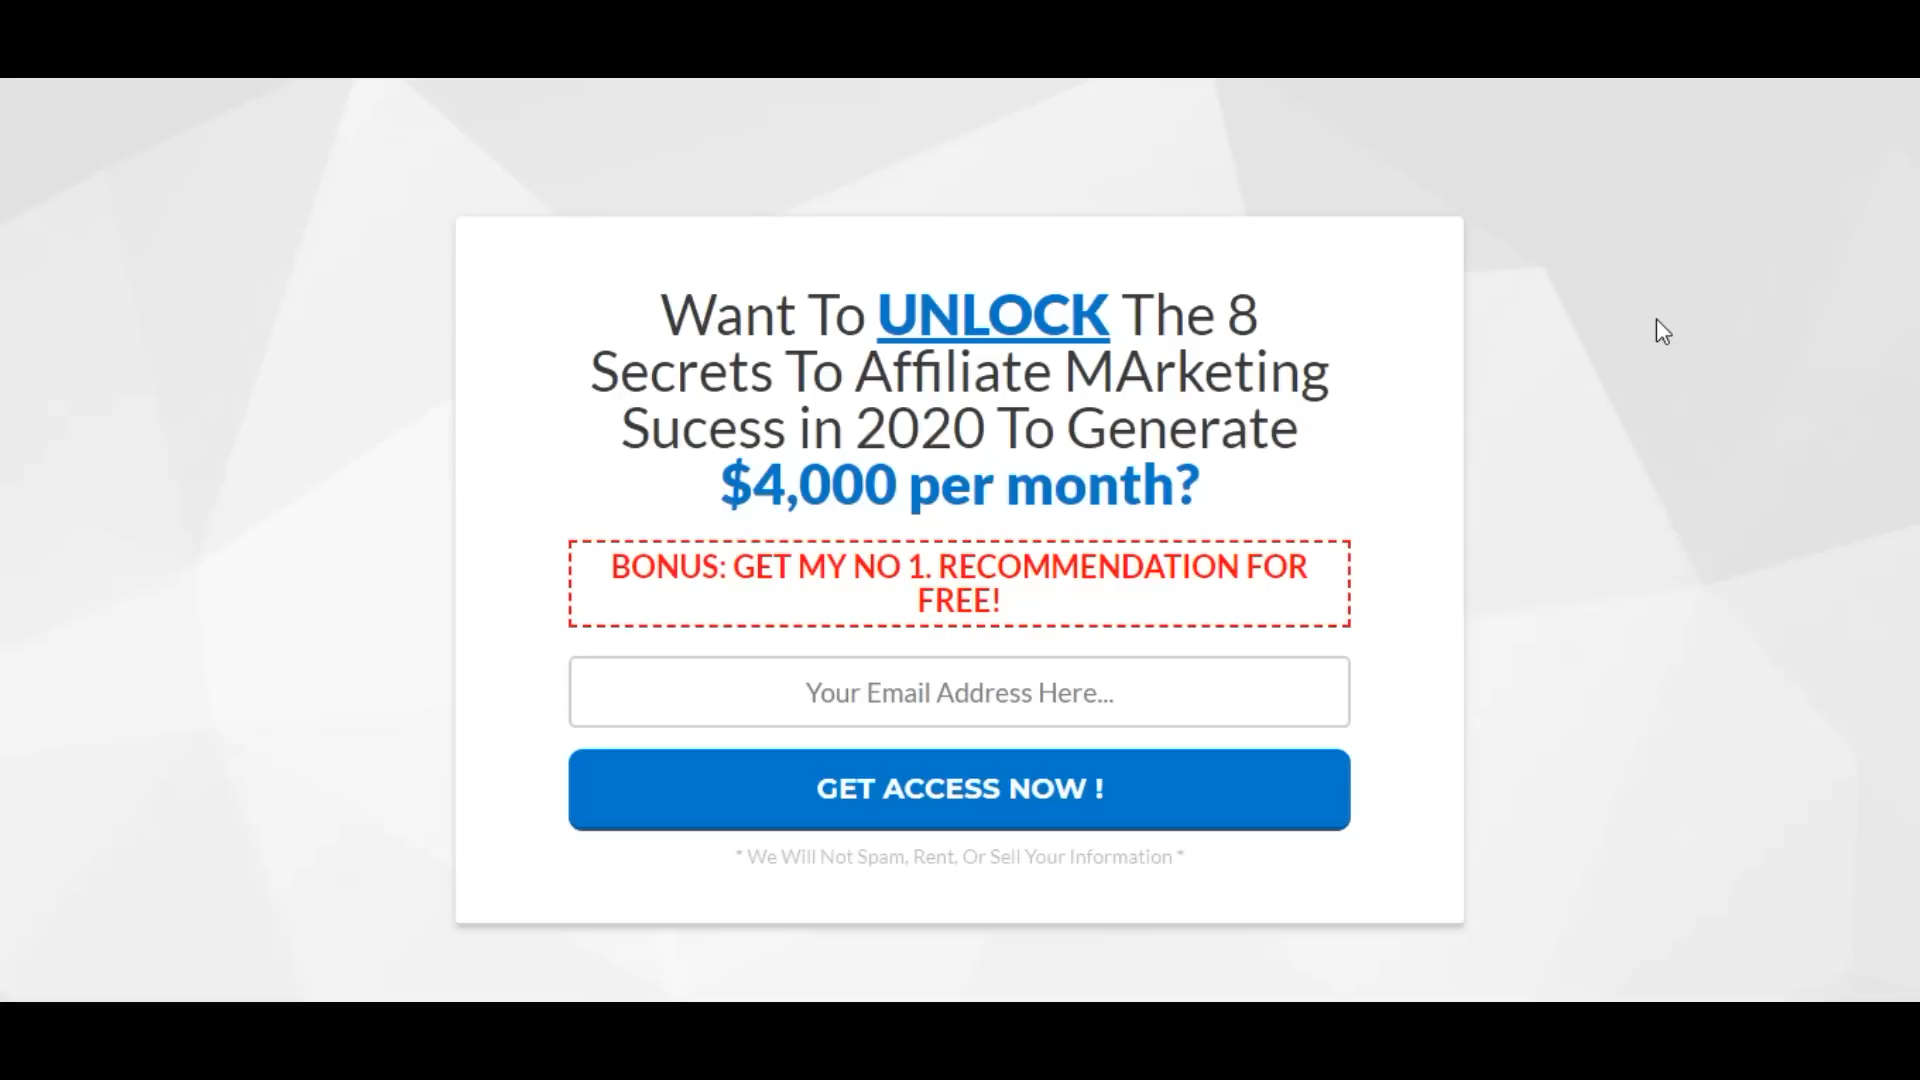 Want To UNLOCK The 8
Secrets To Affiliate MArketing
Sucess in 2020 To Generate
$4,000 per month?
BONUS: GET MY NO 1. RECOMMENDATION FOR
FREE!
Your Email Address Here...
GET ACCESS NOW !
* We Will Not Spam, Rent, Or Sell Your Information *